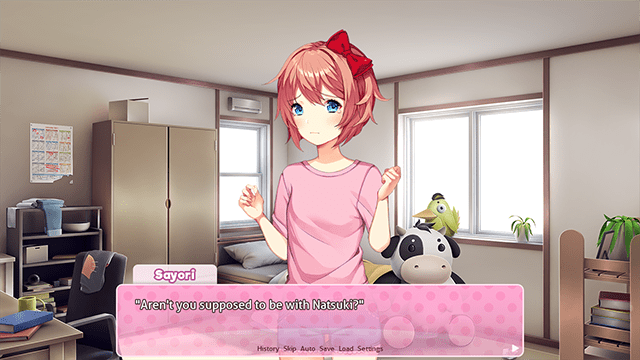 Sayori
"Aren't you supposed to be with Natsuki?"
History Skip Auto Save Load Settings